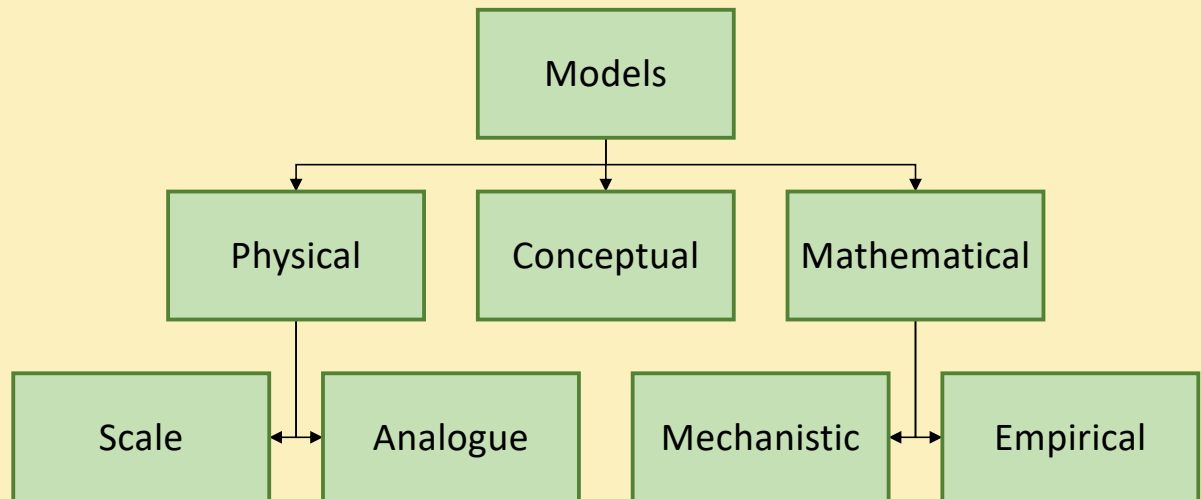 Models
Physical
Conceptual
Mathematical
Scale
Analogue
Mechanistic
Empirical